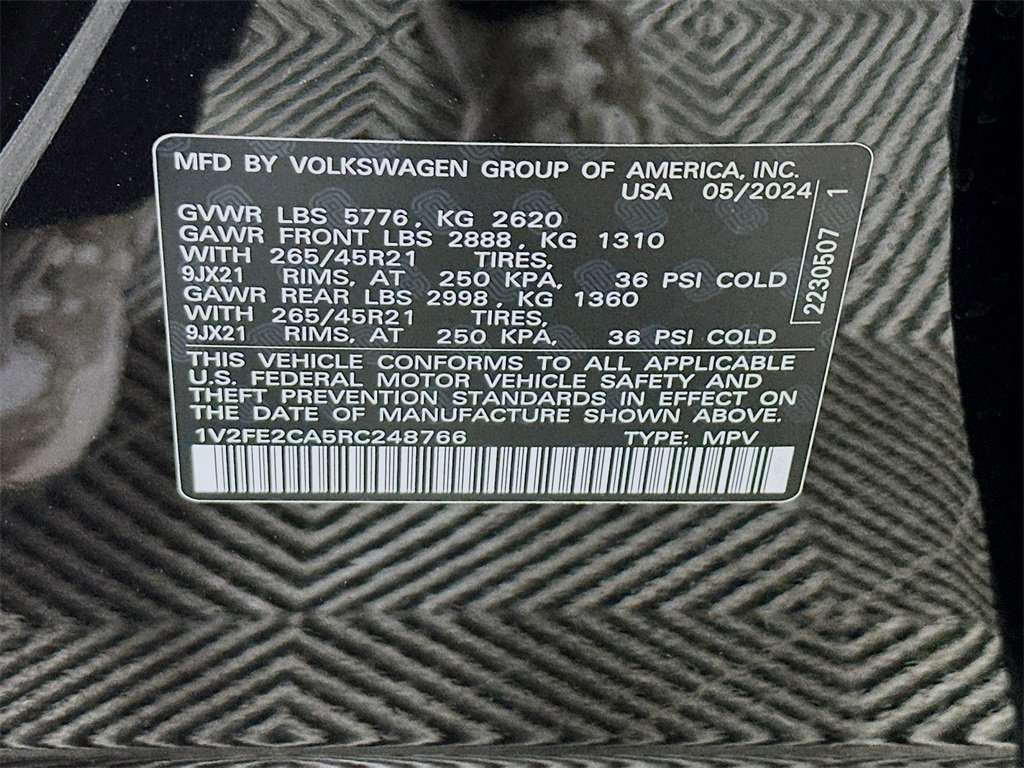 MFD BY VOLKSWAGEN GROUP OF AMERICA, INC.
USA 05/2024
GVWR LBS 5776, KG 2620
GAWR FRONT LBS 2888, KG 1310
WITH 265/45R21 TIRES,
9JX21 RIMS, AT 250 KPA, 36 PSI COLD
GAWR REAR LBS 2998, KG 1360
WITH 265/45R21 TIRES,
9JX21 RIMS, AT 250 KPA, 36 PSI COLD
THIS VEHICLE CONFORMS TO ALL APPLICABLE
U.S. FEDERAL MOTOR VEHICLE SAFETY AND
THEFT PREVENTION STANDARDS IN EFFECT ON
THE DATE OF MANUFACTURE SHOWN ABOVE.
1V2FE2CA5RC248766 TYPE: MPV
2230507 1